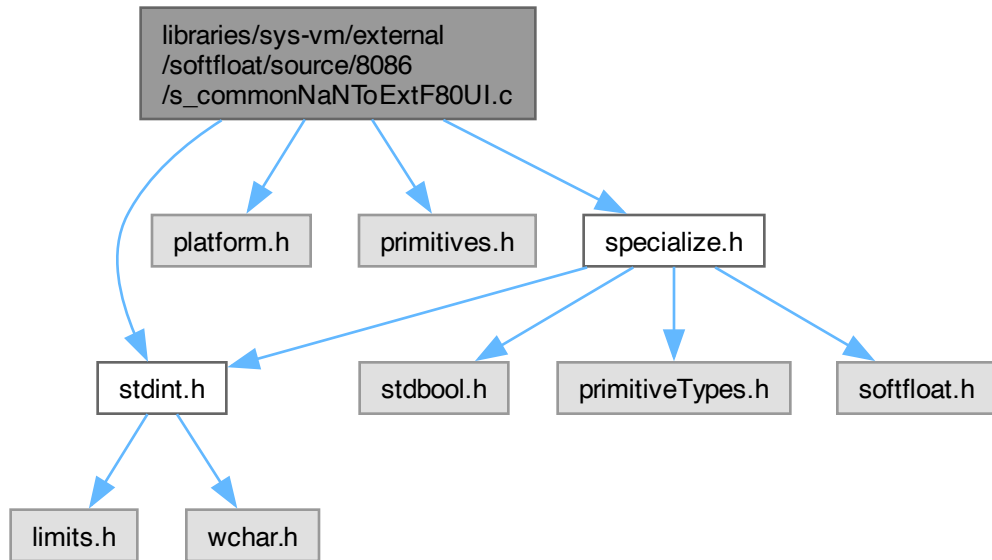 libraries/sys-vm/external
/softfloat/source/8086
/s_commonNaNToExtF80UI.c
platform.h
primitives.h
specialize.h
stdint.h
stdbool.h
primitiveTypes.h
softfloat.h
limits.h
wchar.h